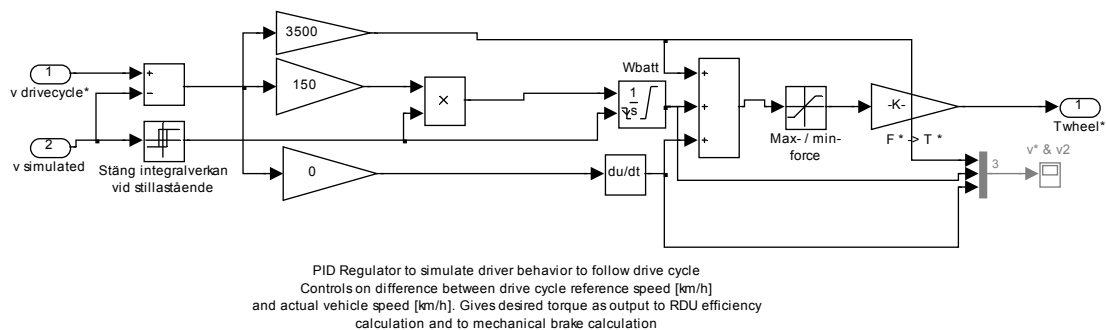 3500
1
v drivecycle*
+
−
150
×
Wbatt
1
s
+
+
+
Max- / min-
force
-K-
F * -> T *
1
Twheel*
2
v simulated
Stäng integralverkan
vid stillastående
0
du/dt
3
v* & v2
PID Regulator to simulate driver behavior to follow drive cycle
Controls on difference between drive cycle reference speed [km/h]
and actual vehicle speed [km/h]. Gives desired torque as output to RDU efficiency
calculation and to mechanical brake calculation